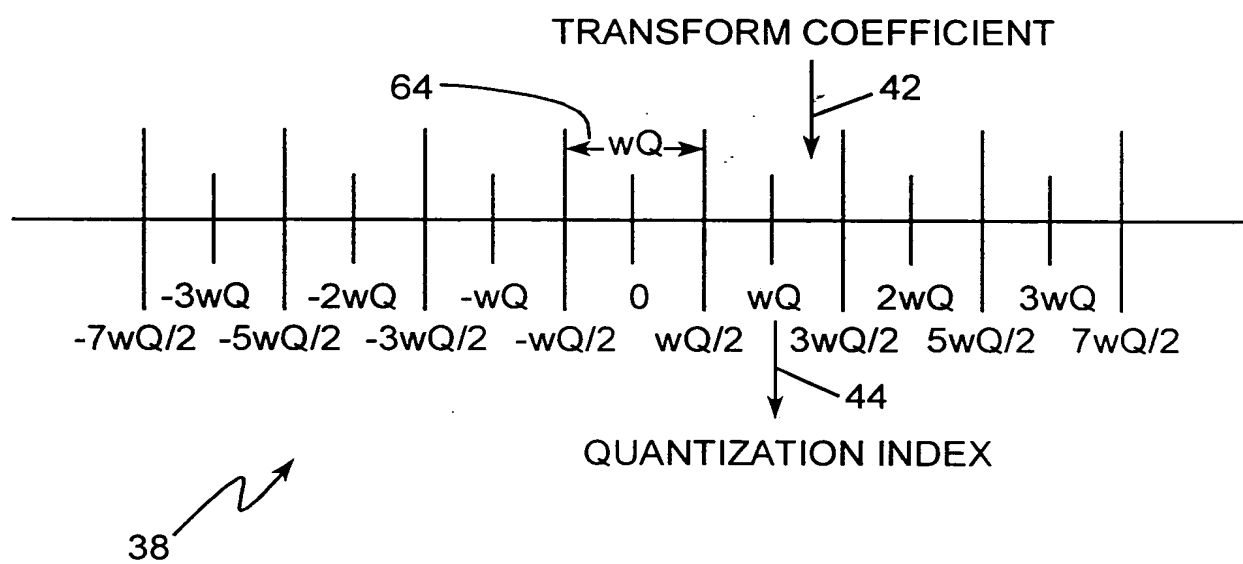 TRANSFORM COEFFICIENT
64
42
wQ
-3wQ -2wQ -wQ 0 wQ 2wQ 3wQ
-7wQ/2 -5wQ/2 -3wQ/2 -wQ/2 wQ/2 3wQ/2 5wQ/2 7wQ/2
44
QUANTIZATION INDEX
38